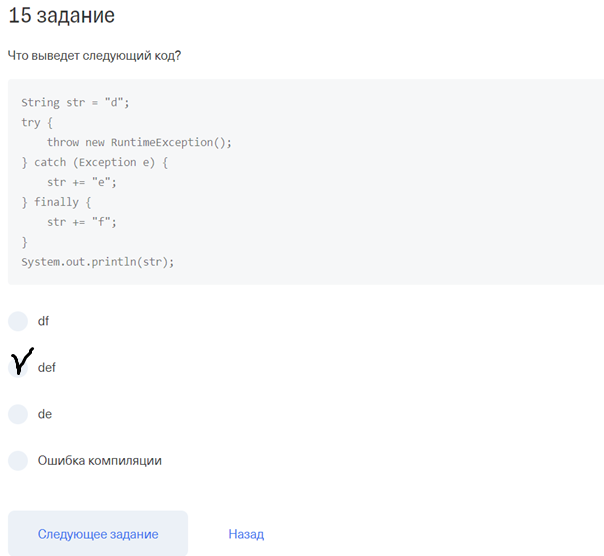 15 задание
Что выведет следующий код?
String str = "d";
try {
    throw new RuntimeException();
} catch (Exception e) {
    str += "e";
} finally {
    str += "f";
}
System.out.println(str);
df
def
de
Ошибка компиляции
Следующее задание Назад